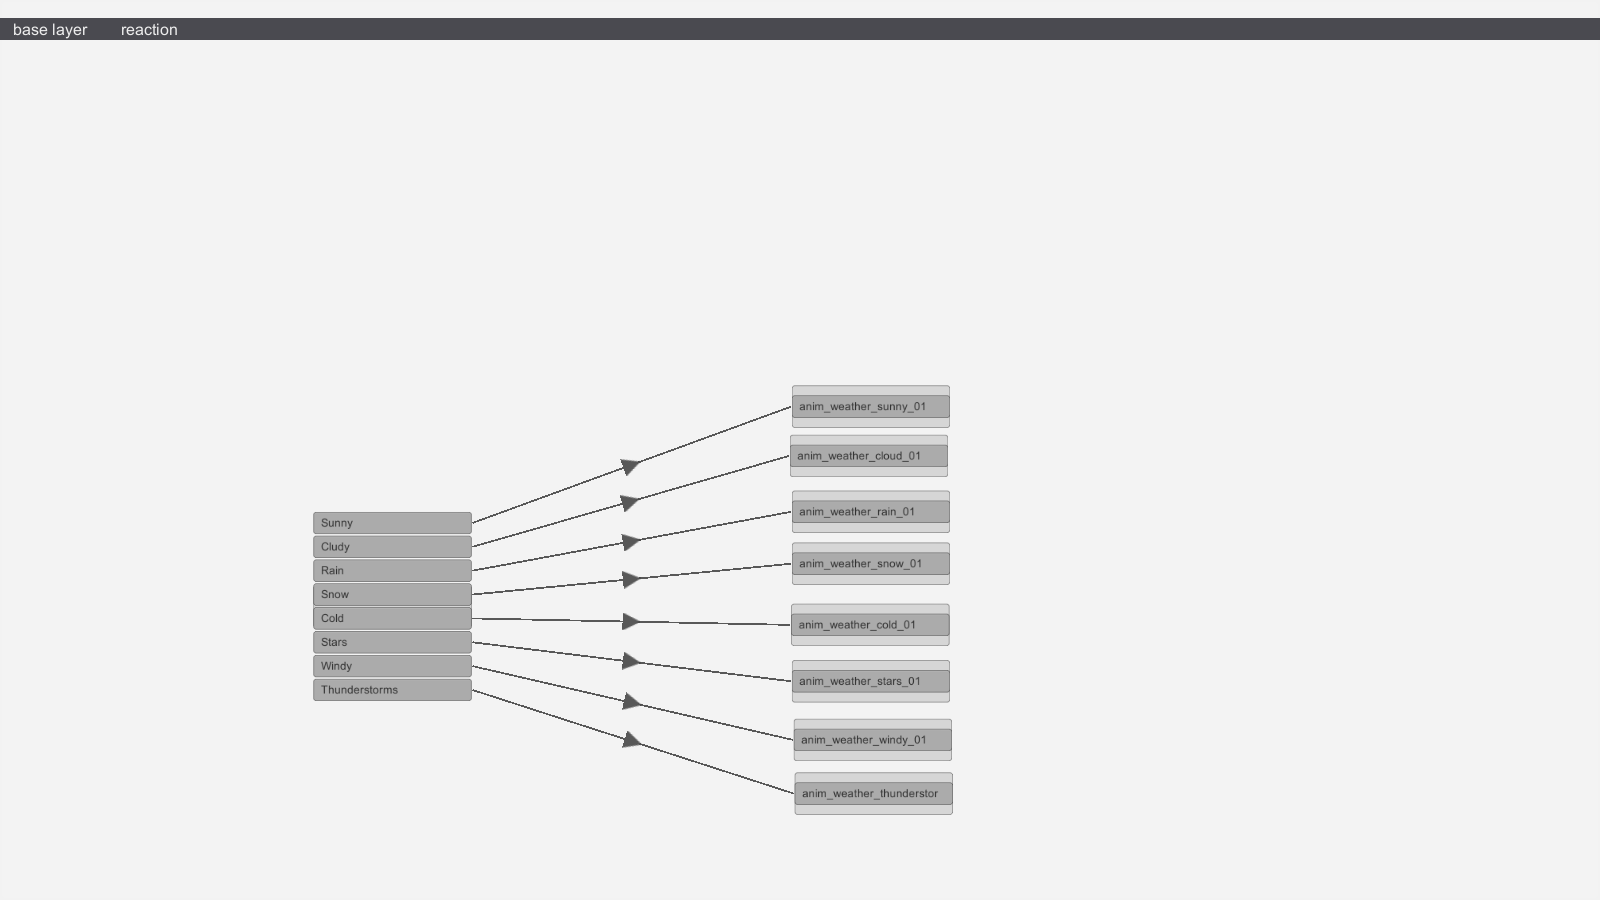 base layer reaction
Sunny
Cludy
Rain
Snow
Cold
Stars
Windy
Thunderstorms
anim_weather_sunny_01
anim_weather_cloud_01
anim_weather_rain_01
anim_weather_snow_01
anim_weather_cold_01
anim_weather_stars_01
anim_weather_windy_01
anim_weather_thunderstor